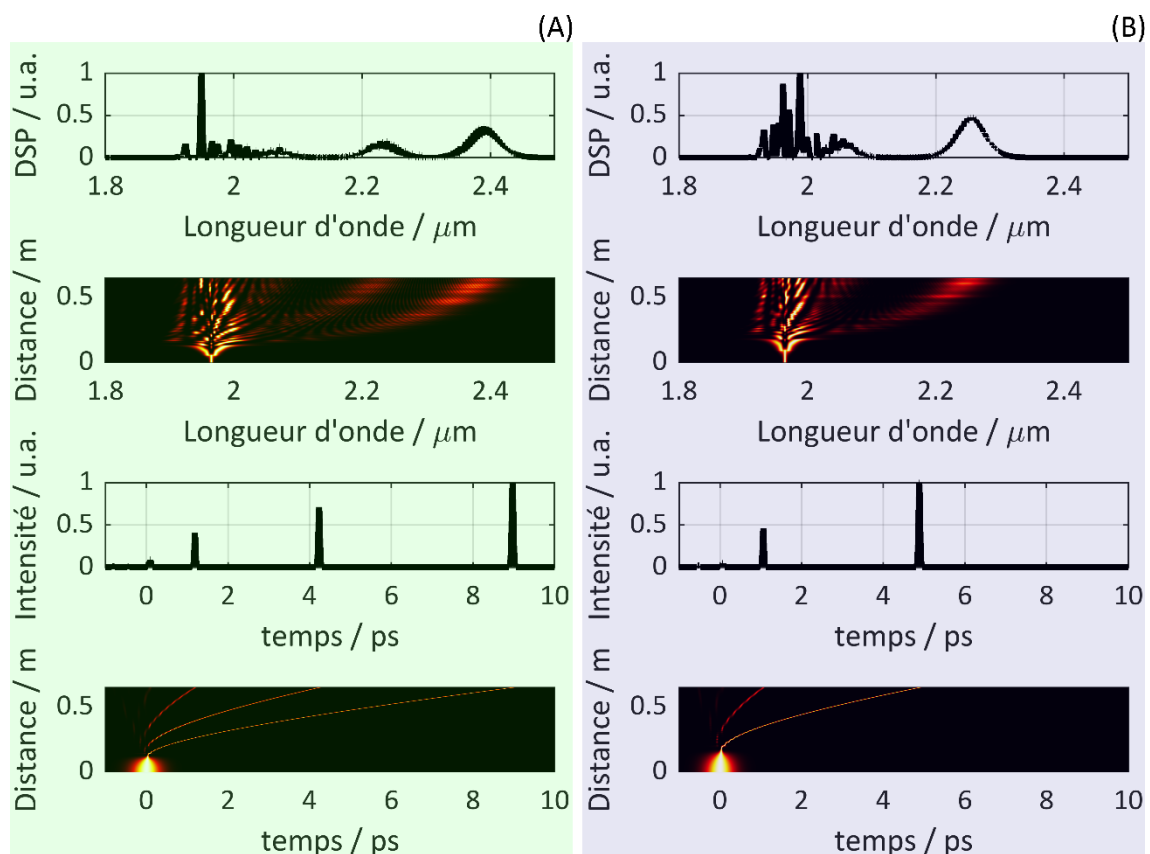 (A)
DSP / u.a.
1
0.5
0
1.8 2 2.2 2.4
Longueur d'onde / μm
Distance / m
0.5
0
1.8 2 2.2 2.4
Longueur d'onde / μm
Intensité / u.a.
1
0.5
0
0 2 4 6 8 10
temps / ps
Distance / m
0.5
0
0 2 4 6 8 10
temps / ps
(B)
DSP / u.a.
1
0.5
0
1.8 2 2.2 2.4
Longueur d'onde / μm
Distance / m
0.5
0
1.8 2 2.2 2.4
Longueur d'onde / μm
Intensité / u.a.
1
0.5
0
0 2 4 6 8 10
temps / ps
Distance / m
0.5
0
0 2 4 6 8 10
temps / ps